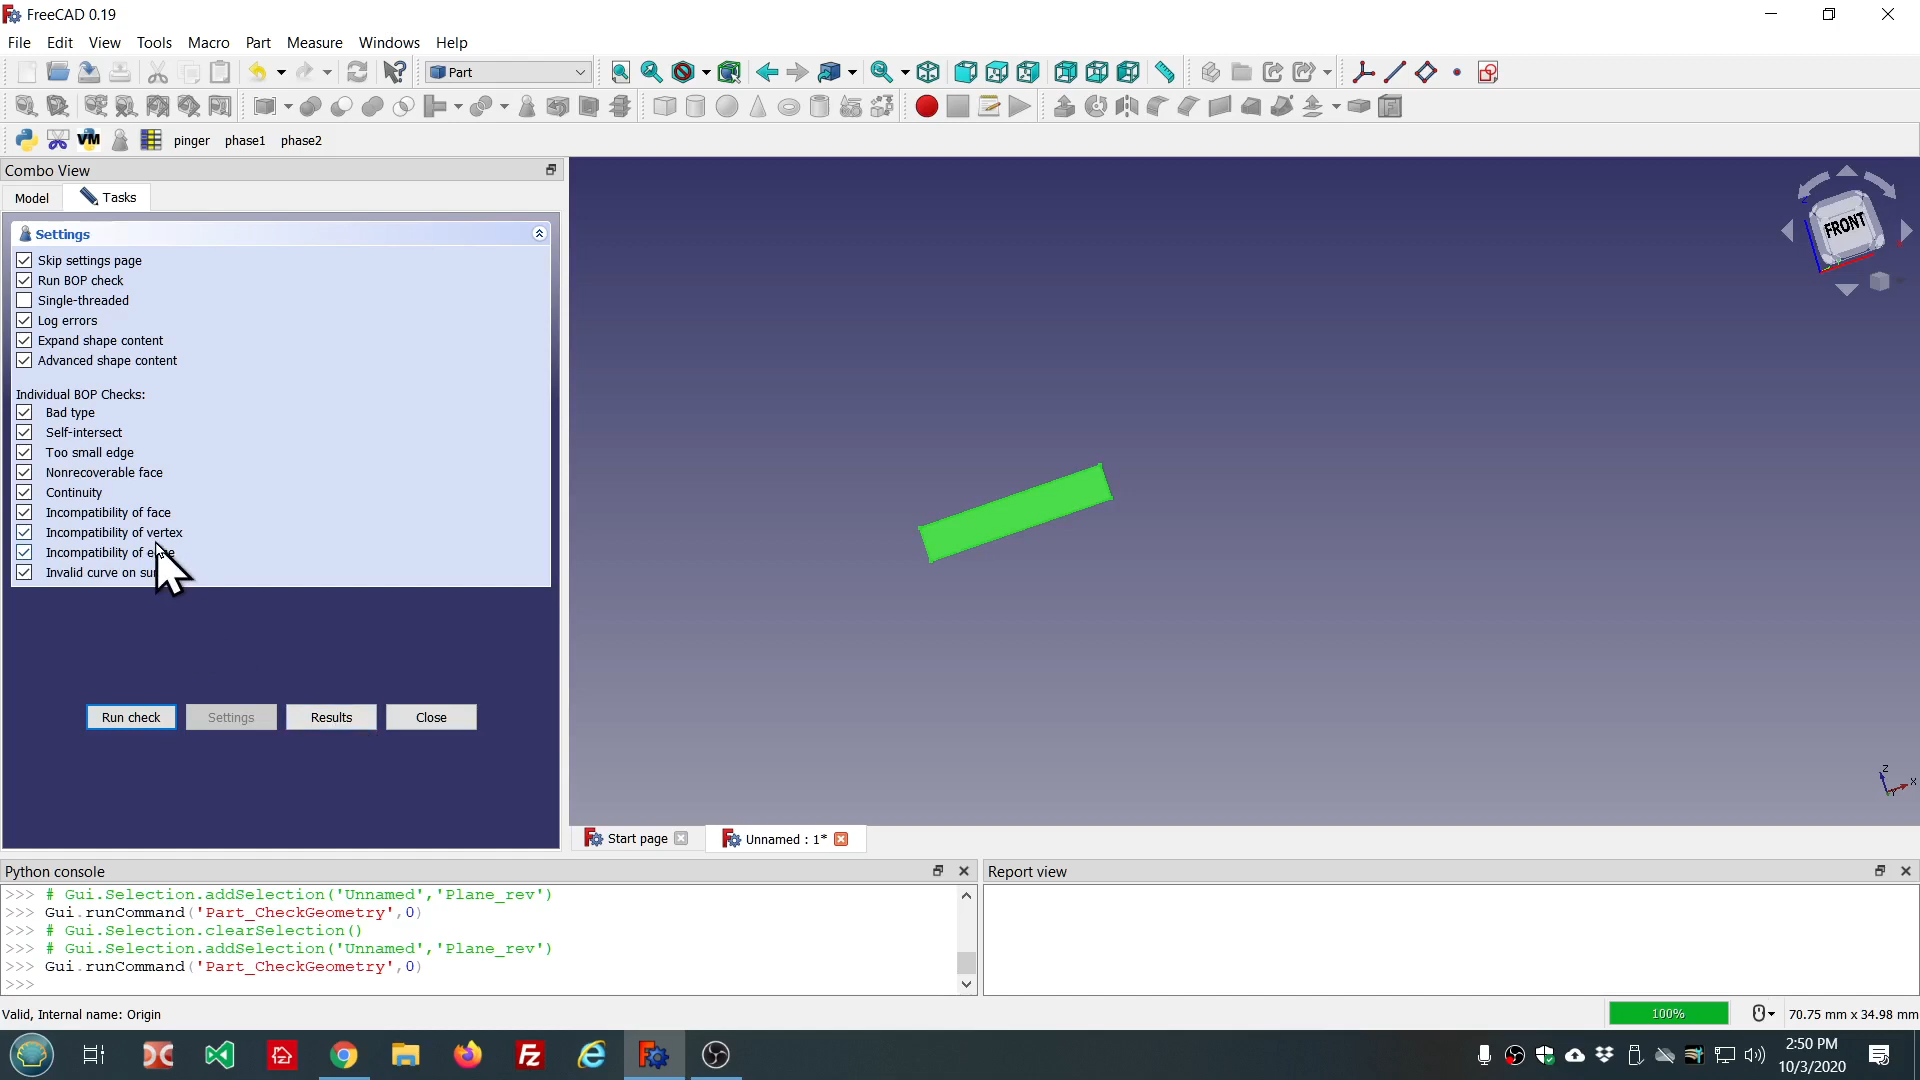 FreeCAD 0.19
File Edit View Tools Macro Part Measure Windows Help
Part
VM pinger phase1 phase2
Combo View
Model Tasks
Settings
Skip settings page
Run BOP check
Single-threaded
Log errors
Expand shape content
Advanced shape content
Individual BOP Checks:
Bad type
Self-intersect
Too small edge
Nonrecoverable face
Continuity
Incompatibility of face
Incompatibility of vertex
Incompatibility of
Invalid curve on
Run check Settings Results Close
FRONT
Z
X
Start page Unnamed : 1*
Python console
>>> # Gui.Selection.addSelection('Unnamed','Plane_rev')
>>> Gui.runCommand('Part_CheckGeometry',0)
>>> # Gui.Selection.clearSelection()
>>> # Gui.Selection.addSelection('Unnamed','Plane_rev')
>>> Gui.runCommand('Part_CheckGeometry',0)
>>>
Report view
Valid, Internal name: Origin
100% 70.75 mm x 34.98 mm
2:50 PM
10/3/2020